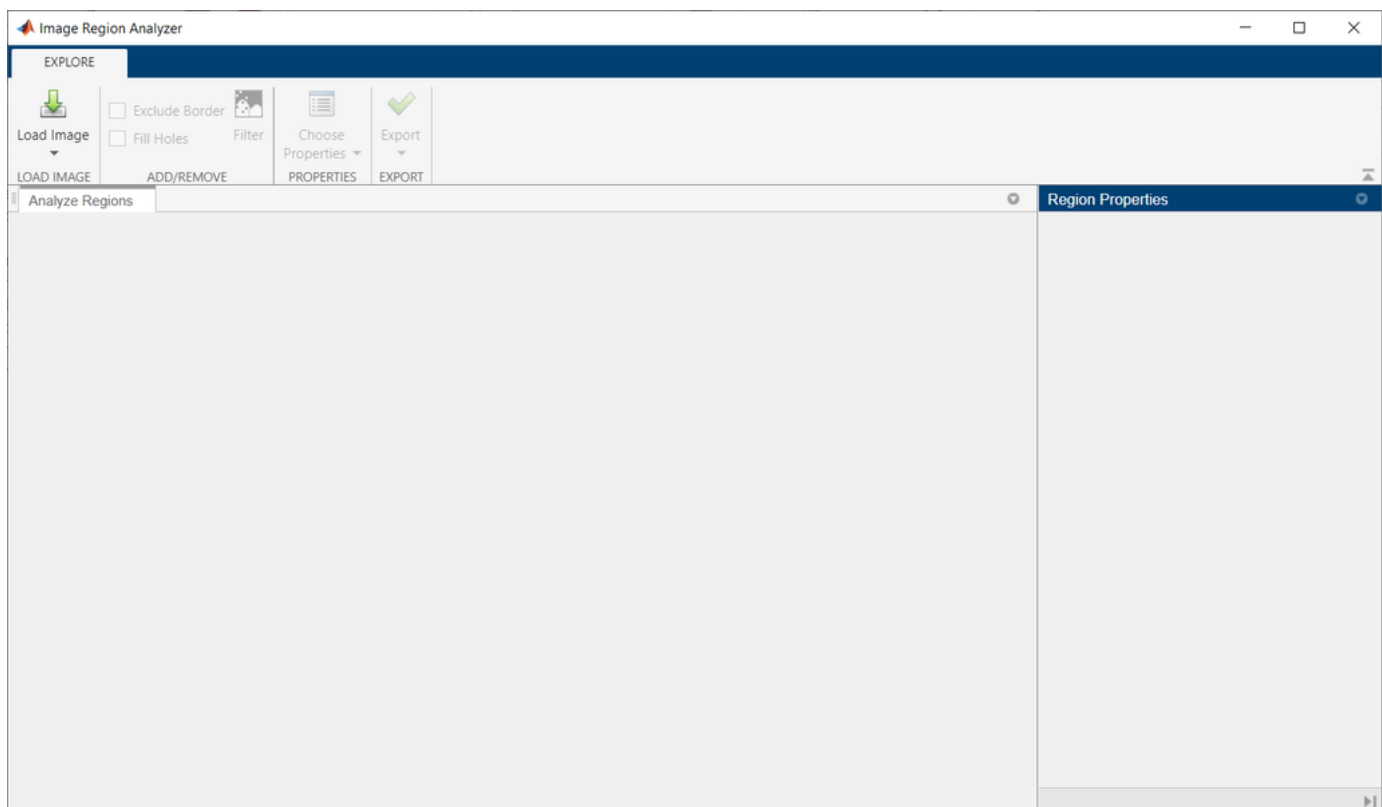 Image Region Analyzer
EXPLORE
Load Image
Exclude Border
Fill Holes
Filter
Choose
Properties
Export
LOAD IMAGE
ADD/REMOVE
PROPERTIES
EXPORT
Analyze Regions
Region Properties